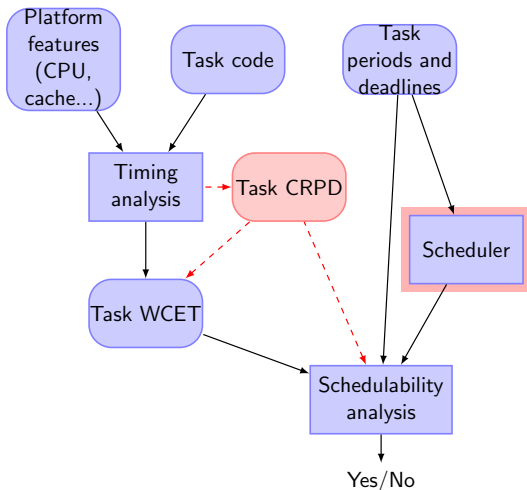 Platform
features
(CPU,
cache...)
Task code
Task
periods and
deadlines
Timing
analysis
Task CRPD
Scheduler
Task WCET
Schedulability
analysis
Yes/No